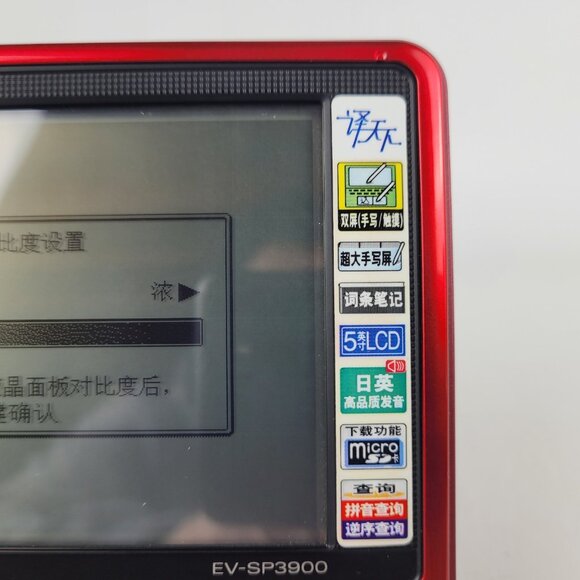 比度设置
浓▶
晶面板对比度后，
确认
译天下
双屏(手写/触摸)
超大手写屏
词条笔记
5英寸LCD
日英
高品质发音
下载功能
micro
SD卡
查询
拼音查询
逆序查询
EV-SP3900